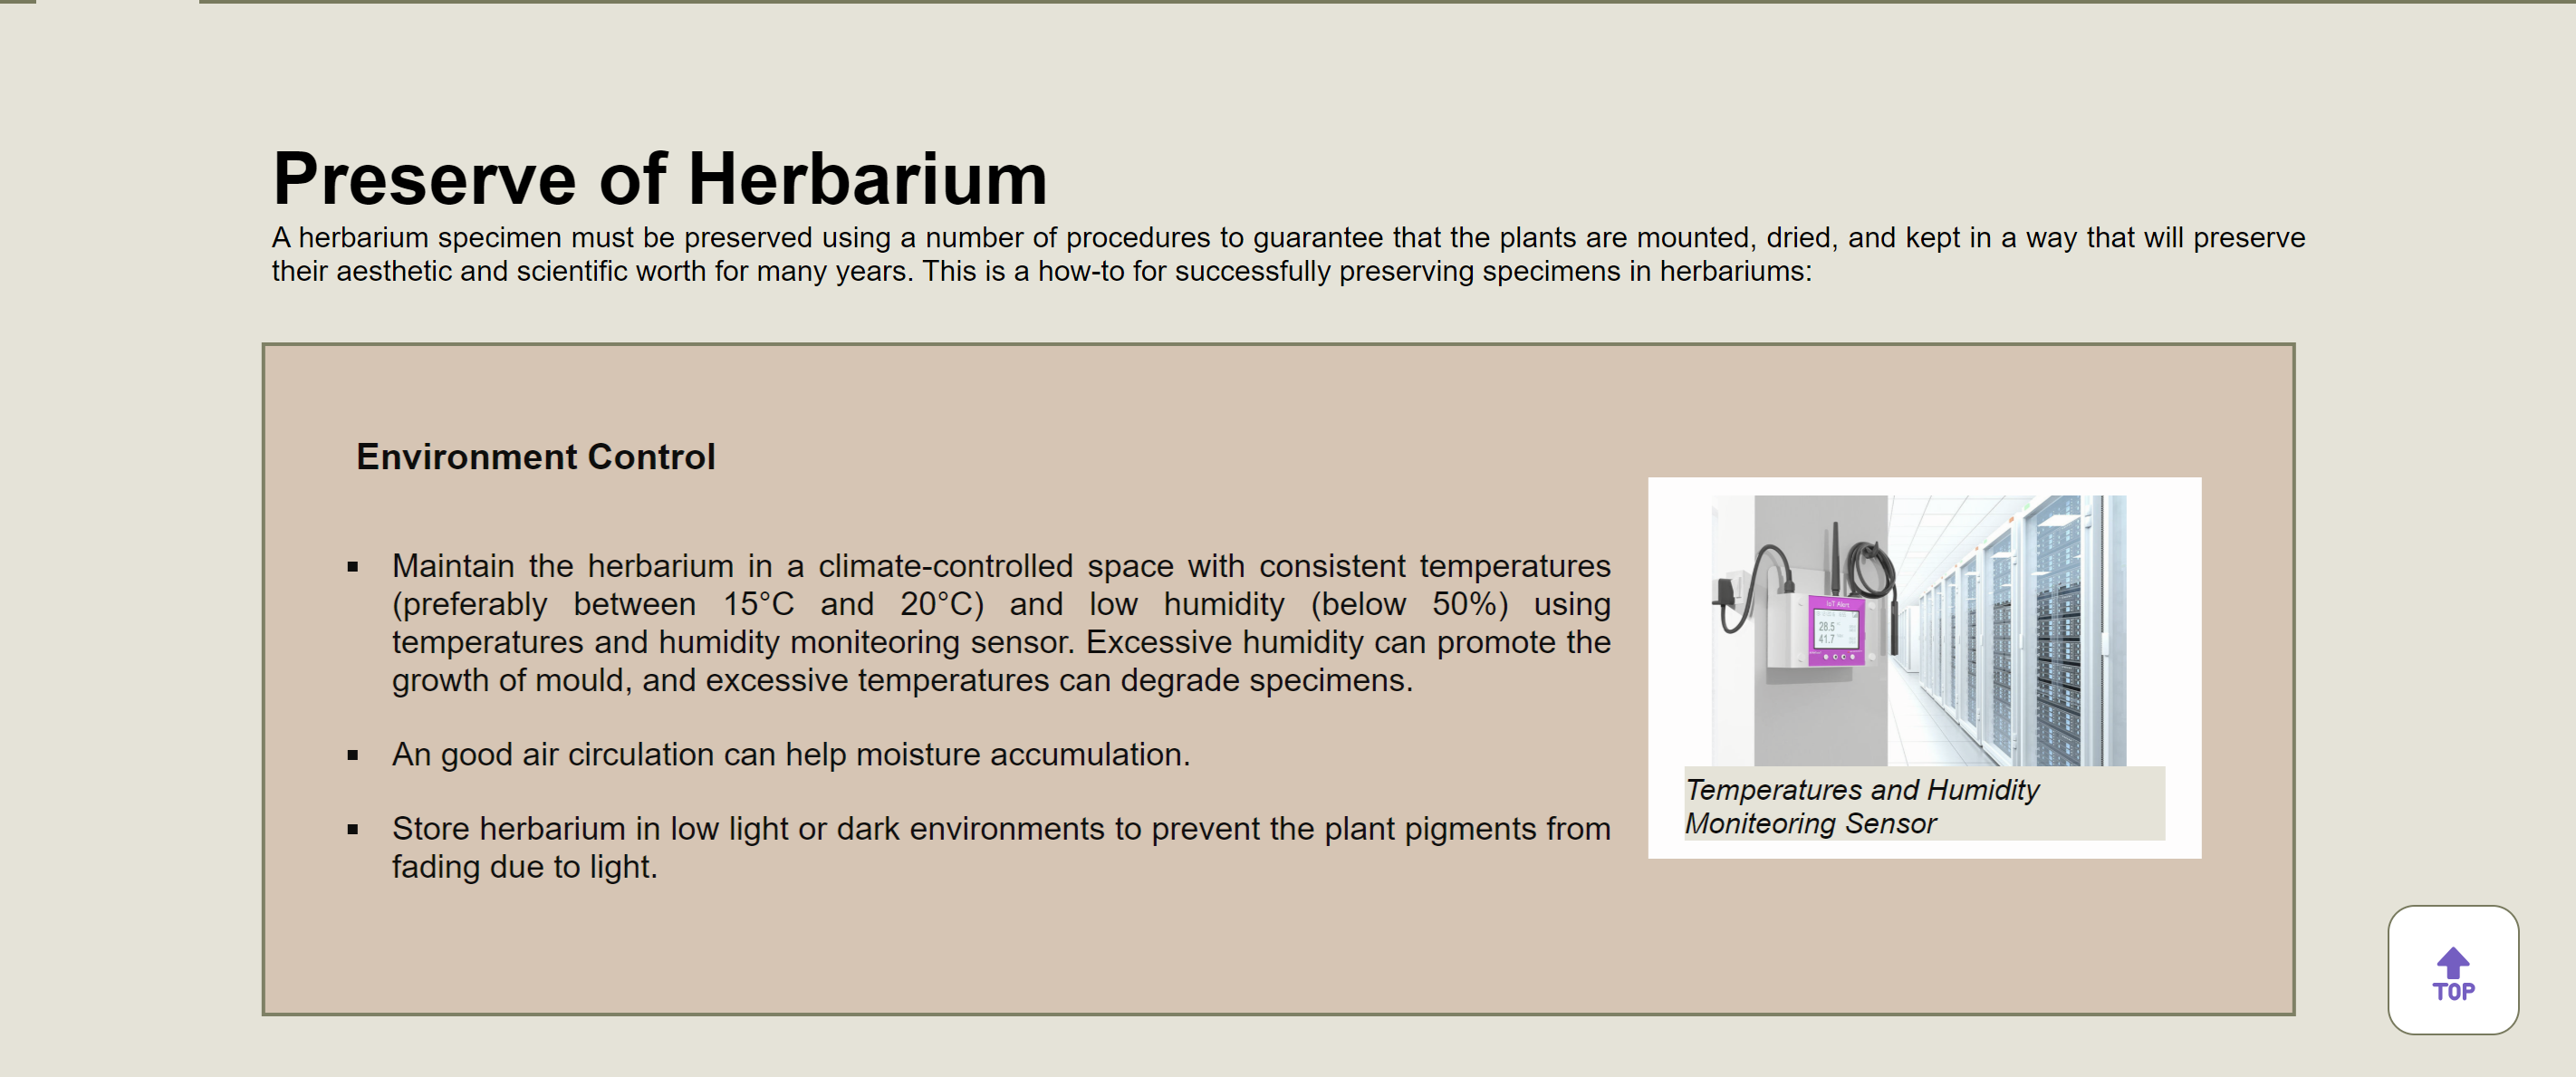 Preserve of Herbarium
A herbarium specimen must be preserved using a number of procedures to guarantee that the plants are mounted, dried, and kept in a way that will preserve
their aesthetic and scientific worth for many years. This is a how-to for successfully preserving specimens in herbariums:
Environment Control
▪ Maintain the herbarium in a climate-controlled space with consistent temperatures
(preferably between 15°C and 20°C) and low humidity (below 50%) using
temperatures and humidity moniteoring sensor. Excessive humidity can promote the
growth of mould, and excessive temperatures can degrade specimens.
▪ An good air circulation can help moisture accumulation.
▪ Store herbarium in low light or dark environments to prevent the plant pigments from
fading due to light.
IoT Alert
28.5
41.7
Temperatures and Humidity
Moniteoring Sensor
TOP